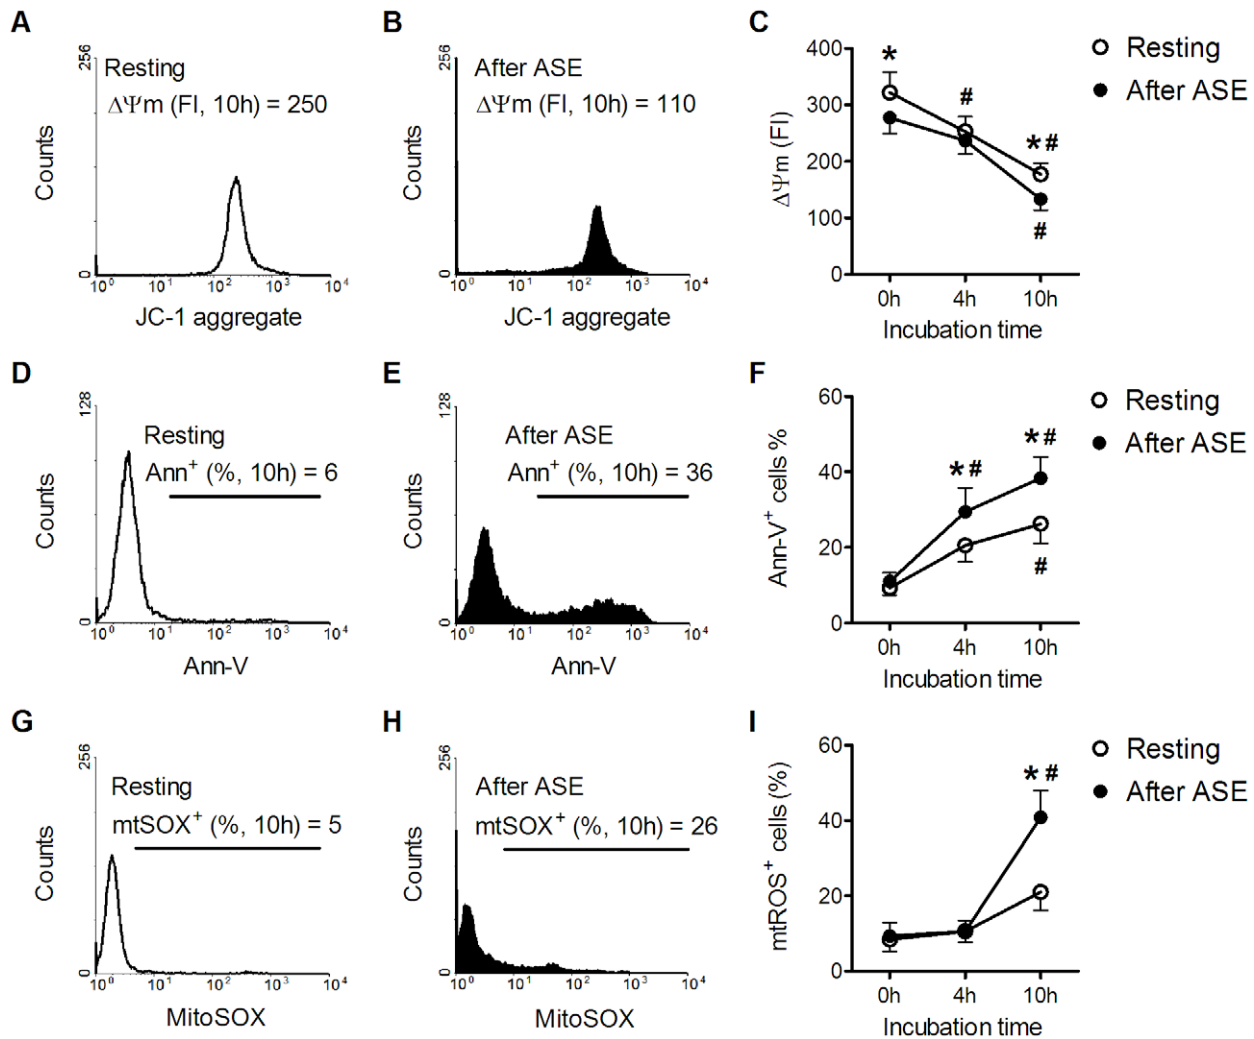 A
256
Counts
0
Resting
ΔΨm (FI, 10h) = 250
10⁰ 10¹ 10² 10³ 10⁴
JC-1 aggregate
B
256
Counts
0
After ASE
ΔΨm (FI, 10h) = 110
10⁰ 10¹ 10² 10³ 10⁴
JC-1 aggregate
C
400
300
200
100
0
ΔΨm (FI)
*
#
*#
#
0h 4h 10h
Incubation time
Resting
After ASE
D
128
Counts
0
Resting
Ann⁺ (%, 10h) = 6
10⁰ 10¹ 10² 10³ 10⁴
Ann-V
E
128
Counts
0
After ASE
Ann⁺ (%, 10h) = 36
10⁰ 10¹ 10² 10³ 10⁴
Ann-V
F
60
40
20
0
Ann-V⁺ cells %
*#
*#
#
0h 4h 10h
Incubation time
Resting
After ASE
G
256
Counts
0
Resting
mtSOX⁺ (%, 10h) = 5
10⁰ 10¹ 10² 10³ 10⁴
MitoSOX
H
256
Counts
0
After ASE
mtSOX⁺ (%, 10h) = 26
10⁰ 10¹ 10² 10³ 10⁴
MitoSOX
I
60
40
20
0
mtROS⁺ cells (%)
*#
0h 4h 10h
Incubation time
Resting
After ASE